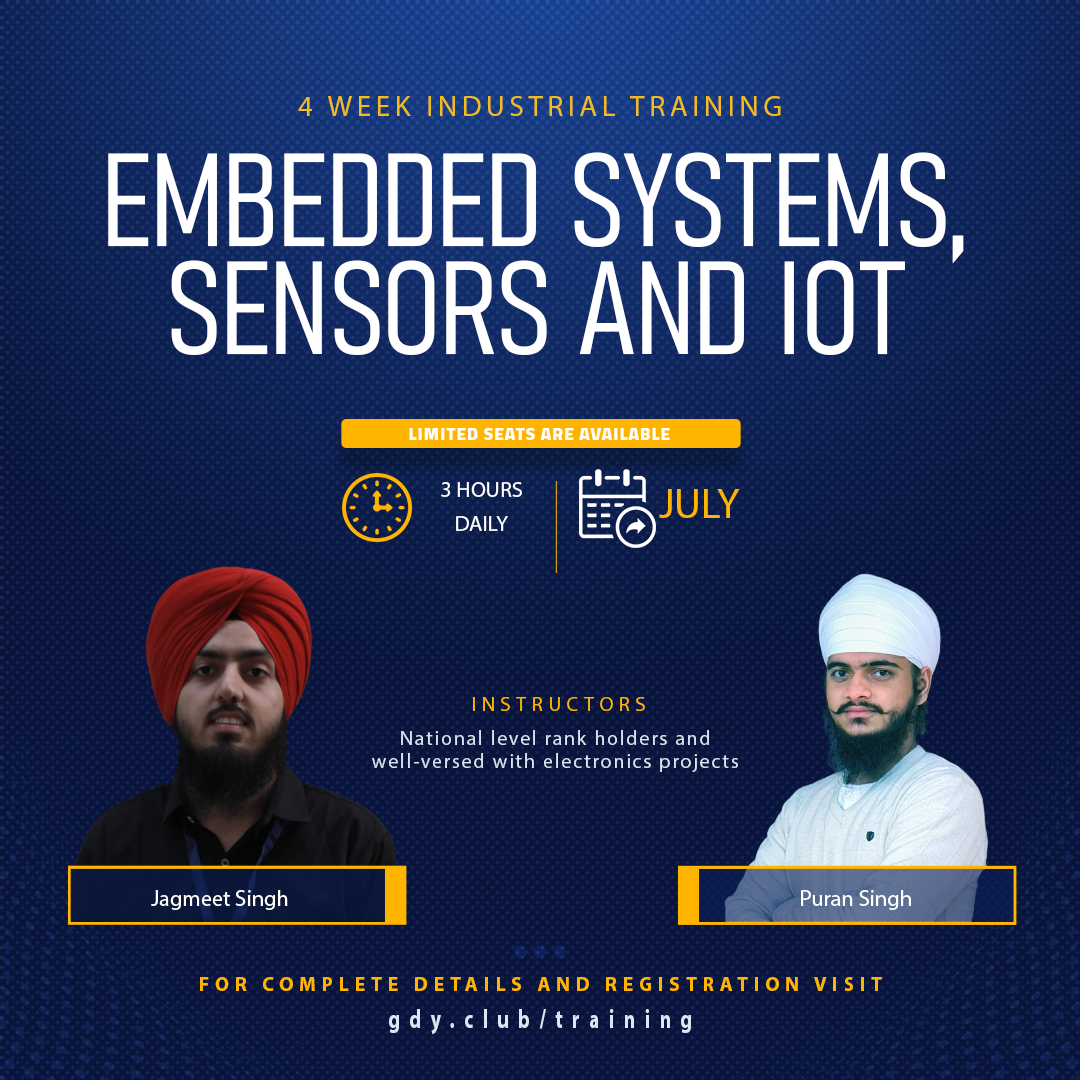 4 WEEK INDUSTRIAL TRAINING
EMBEDDED SYSTEMS,
SENSORS AND IOT
LIMITED SEATS ARE AVAILABLE
3 HOURS
DAILY
JULY
INSTRUCTORS
National level rank holders and
well-versed with electronics projects
Jagmeet Singh
Puran Singh
FOR COMPLETE DETAILS AND REGISTRATION VISIT
gdy.club/training